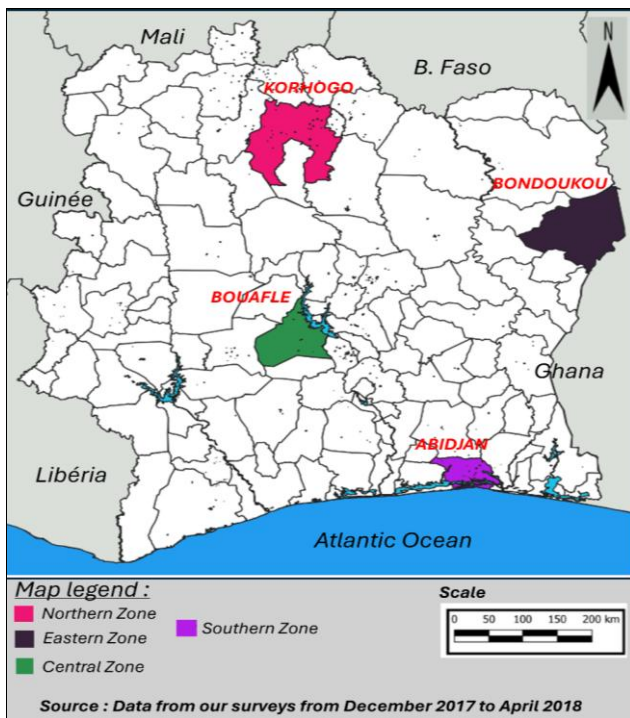 Mali
N
KORHOGO
B. Faso
BONDOUKOU
Guinée
BOUAFLE
Ghana
ABIDJAN
Libéria
Atlantic Ocean
Map legend :
Northern Zone
Eastern Zone
Central Zone
Southern Zone
Scale
0 50 100 150 200 km
Source : Data from our surveys from December 2017 to April 2018